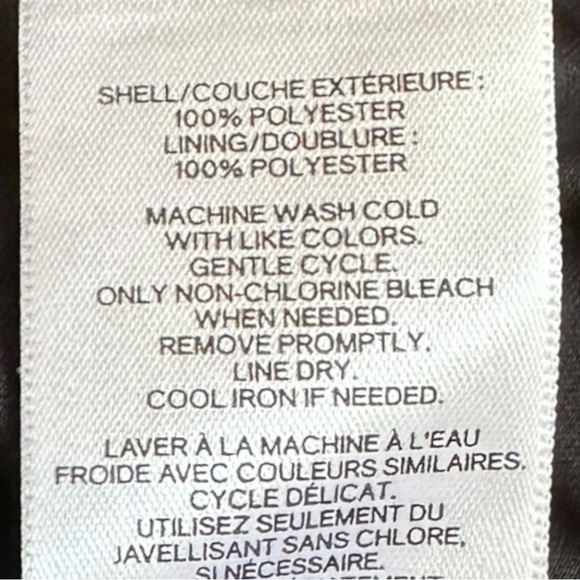 SHELL/COUCHE EXTÉRIEURE :
100% POLYESTER
LINING/DOUBLURE :
100% POLYESTER
MACHINE WASH COLD
WITH LIKE COLORS.
GENTLE CYCLE.
ONLY NON-CHLORINE BLEACH
WHEN NEEDED.
REMOVE PROMPTLY.
LINE DRY.
COOL IRON IF NEEDED.
LAVER À LA MACHINE À L'EAU
FROIDE AVEC COULEURS SIMILAIRES.
CYCLE DÉLICAT.
UTILISEZ SEULEMENT DU
JAVELLISANT SANS CHLORE,
SI NÉCESSAIRE.